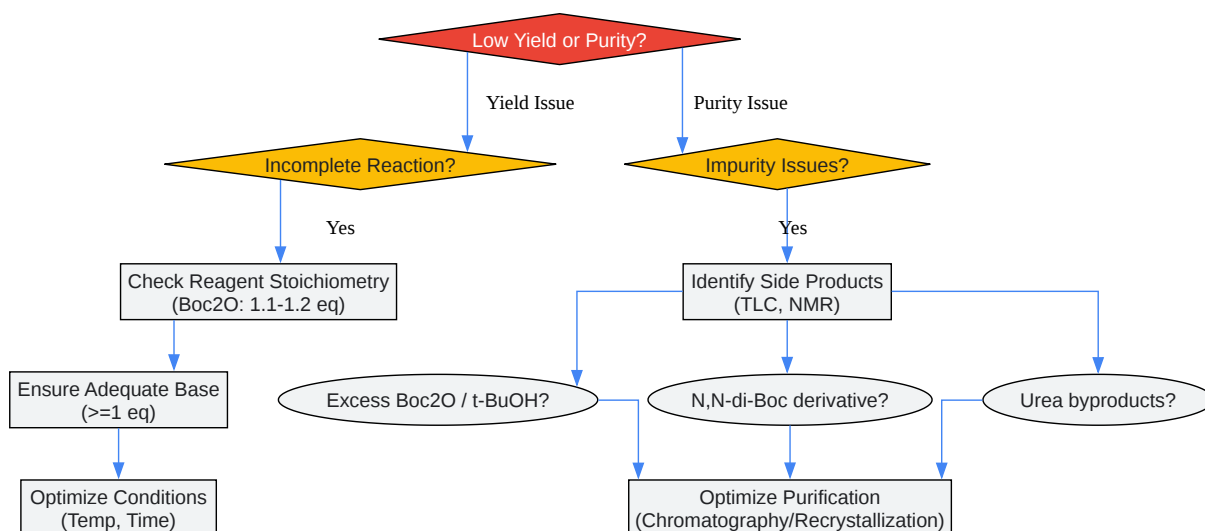 Low Yield or Purity?
Yield Issue
Purity Issue
Incomplete Reaction?
Impurity Issues?
Yes
Yes
Check Reagent Stoichiometry
(Boc2O: 1.1-1.2 eq)
Identify Side Products
(TLC, NMR)
Ensure Adequate Base
(>=1 eq)
Excess Boc2O / t-BuOH?
N,N-di-Boc derivative?
Urea byproducts?
Optimize Conditions
(Temp, Time)
Optimize Purification
(Chromatography/Recrystallization)